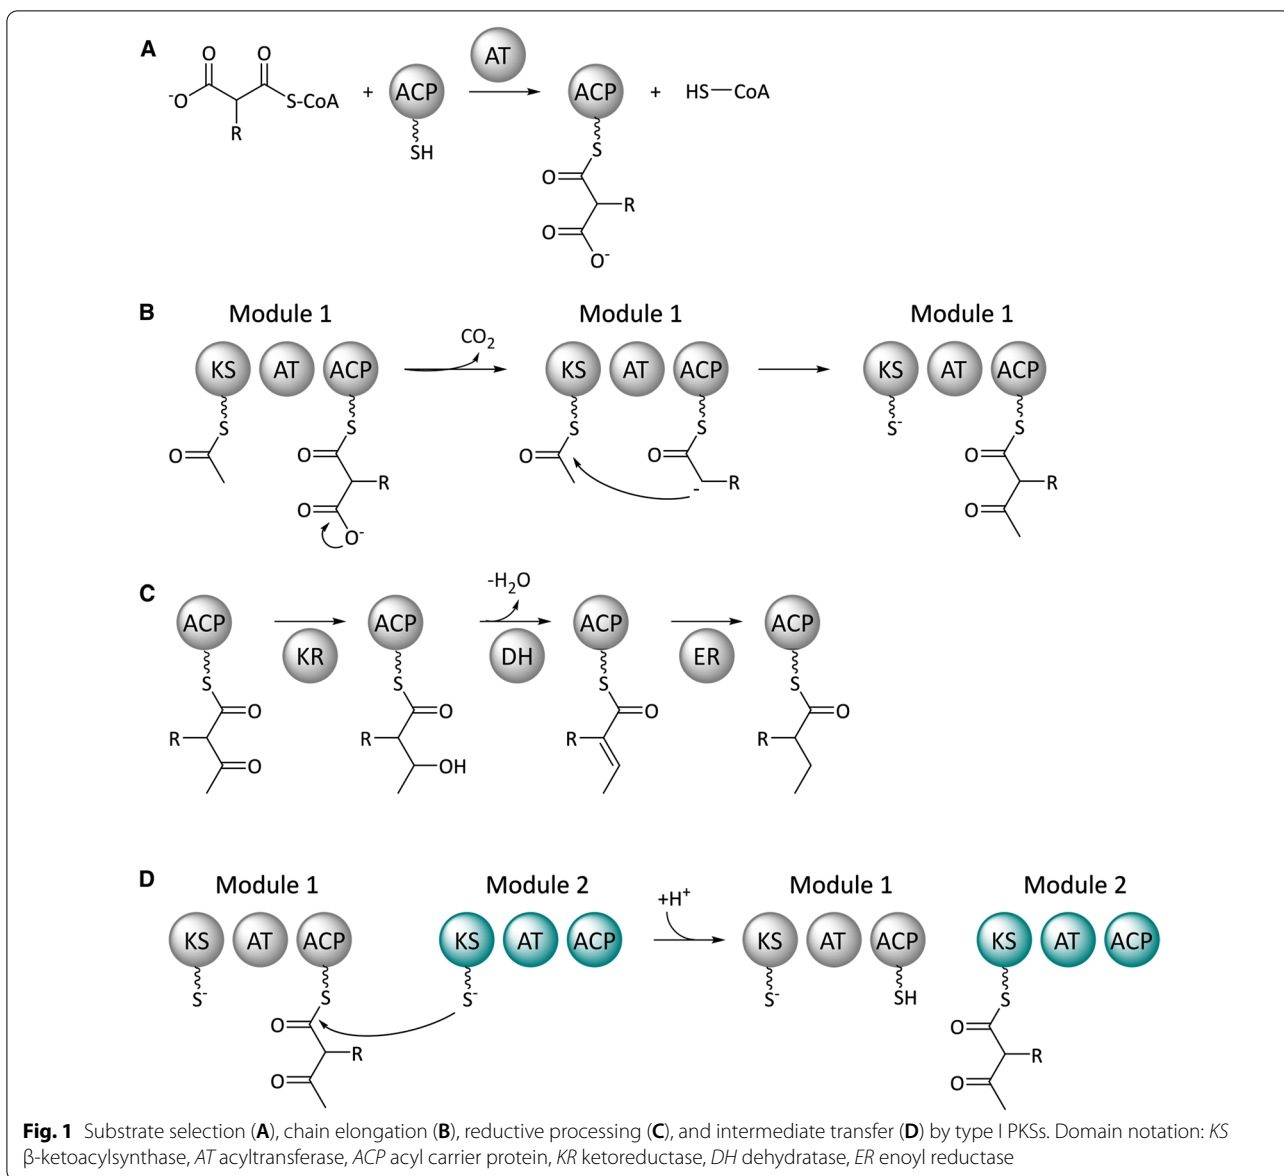 A
O O AT
⁻O S-CoA + ACP ACP + HS—CoA
R SH S
O
R
O
O⁻
B Module 1 Module 1 Module 1
CO₂
KS AT ACP KS AT ACP KS AT ACP
S S S S S⁻ S
O O O O O
R - R R
O O
O⁻
C -H₂O
ACP ACP ACP ACP
KR DH ER
S S S S
O O O O
R R R R
O OH
D Module 1 Module 2 Module 1 Module 2
+H⁺
KS AT ACP KS AT ACP KS AT ACP KS AT ACP
S⁻ S S⁻ S⁻ SH S
O O
R R
O O
Fig. 1 Substrate selection (A), chain elongation (B), reductive processing (C), and intermediate transfer (D) by type I PKSs. Domain notation: KS
β-ketoacylsynthase, AT acyltransferase, ACP acyl carrier protein, KR ketoreductase, DH dehydratase, ER enoyl reductase